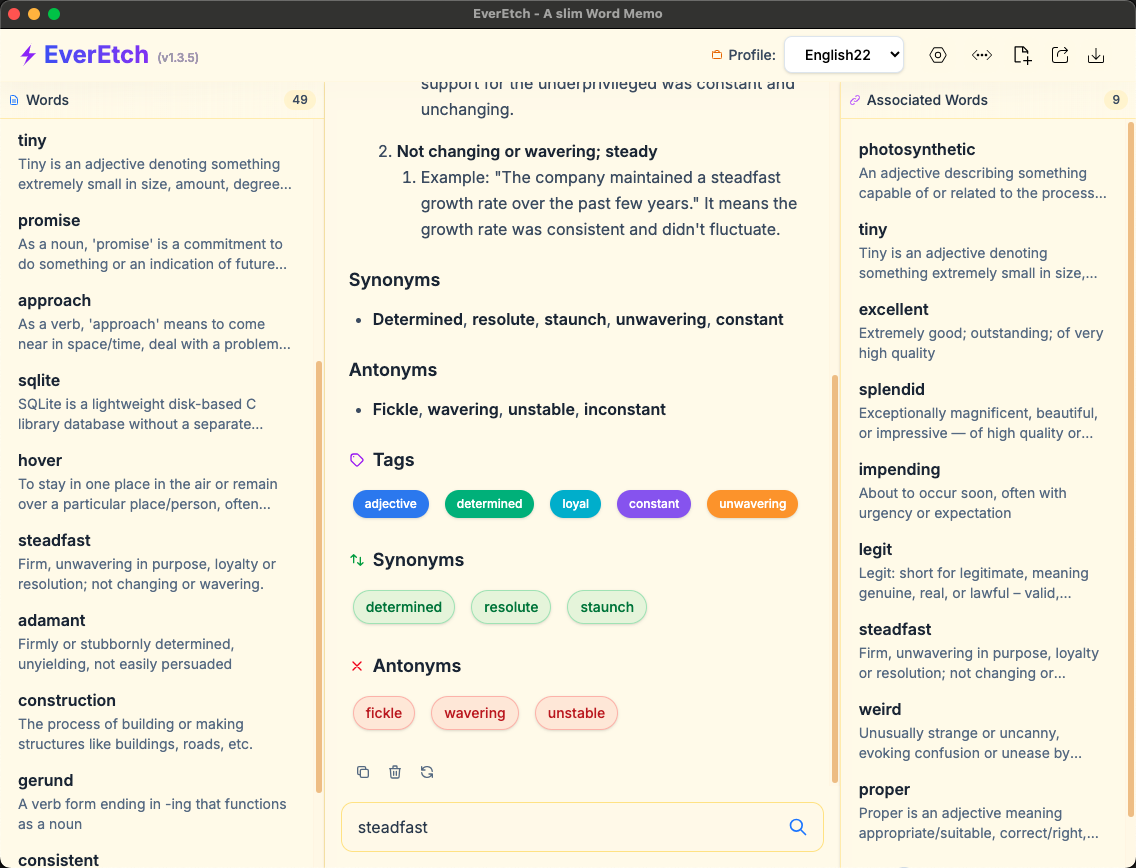 EverEtch - A slim Word Memo
EverEtch (v1.3.5)
Profile: English22
Words 49
tiny
Tiny is an adjective denoting something
extremely small in size, amount, degree...
promise
As a noun, 'promise' is a commitment to
do something or an indication of future...
approach
As a verb, 'approach' means to come
near in space/time, deal with a problem...
sqlite
SQLite is a lightweight disk-based C
library database without a separate...
hover
To stay in one place in the air or remain
over a particular place/person, often...
steadfast
Firm, unwavering in purpose, loyalty or
resolution; not changing or wavering.
adamant
Firmly or stubbornly determined,
unyielding, not easily persuaded
construction
The process of building or making
structures like buildings, roads, etc.
gerund
A verb form ending in -ing that functions
as a noun
consistent
support for the underprivileged was constant and
unchanging.
2. Not changing or wavering; steady
1. Example: "The company maintained a steadfast
growth rate over the past few years." It means the
growth rate was consistent and didn't fluctuate.
Synonyms
• Determined, resolute, staunch, unwavering, constant
Antonyms
• Fickle, wavering, unstable, inconstant
Tags
adjective determined loyal constant unwavering
Synonyms
determined resolute staunch
Antonyms
fickle wavering unstable
steadfast
Associated Words 9
photosynthetic
An adjective describing something
capable of or related to the process...
tiny
Tiny is an adjective denoting
something extremely small in size,...
excellent
Extremely good; outstanding; of very
high quality
splendid
Exceptionally magnificent, beautiful,
or impressive — of high quality or...
impending
About to occur soon, often with
urgency or expectation
legit
Legit: short for legitimate, meaning
genuine, real, or lawful – valid,...
steadfast
Firm, unwavering in purpose, loyalty
or resolution; not changing or...
weird
Unusually strange or uncanny,
evoking confusion or unease by...
proper
Proper is an adjective meaning
appropriate/suitable, correct/right,...